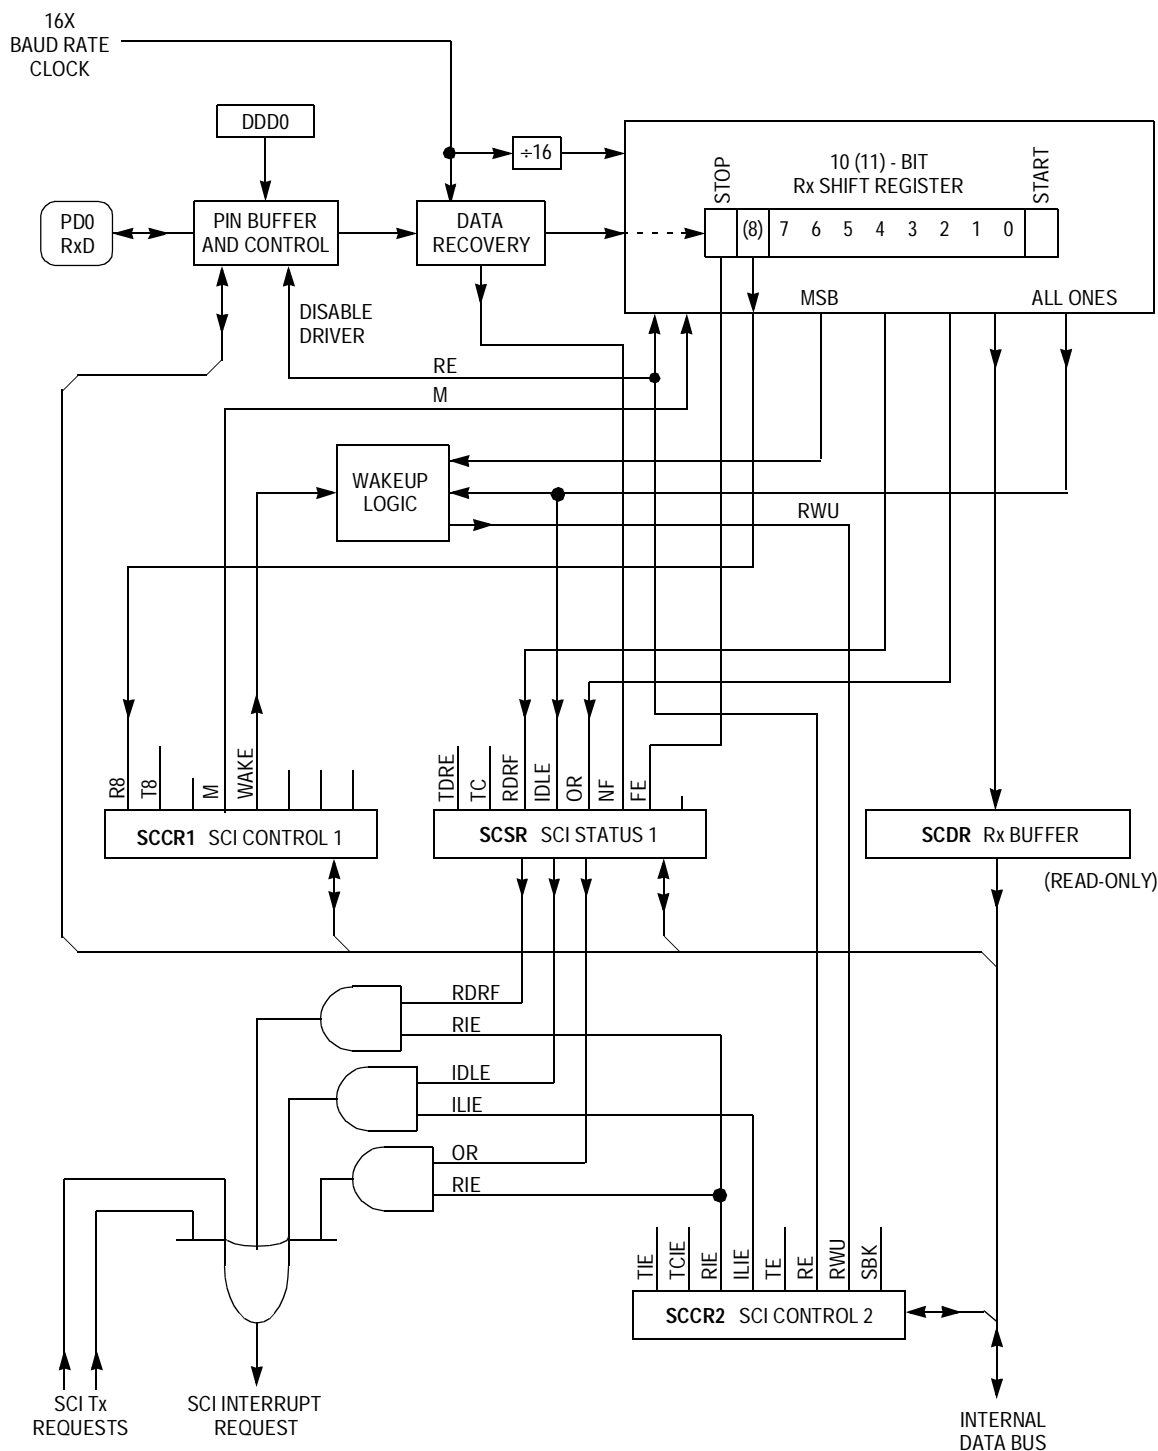 16X
BAUD RATE
CLOCK
DDD0
÷16
10 (11) - BIT
Rx SHIFT REGISTER
STOP
START
PD0
RxD
PIN BUFFER
AND CONTROL
DATA
RECOVERY
(8) 7 6 5 4 3 2 1 0
MSB
ALL ONES
DISABLE
DRIVER
RE
M
WAKEUP
LOGIC
RWU
R8
T8
M
WAKE
TDRE
TC
RDRF
IDLE
OR
NF
FE
SCCR1 SCI CONTROL 1
SCSR SCI STATUS 1
SCDR Rx BUFFER
(READ-ONLY)
RDRF
RIE
IDLE
ILIE
OR
RIE
TIE
TCIE
RIE
ILIE
TE
RE
RWU
SBK
SCCR2 SCI CONTROL 2
SCI Tx
REQUESTS
SCI INTERRUPT
REQUEST
INTERNAL
DATA BUS